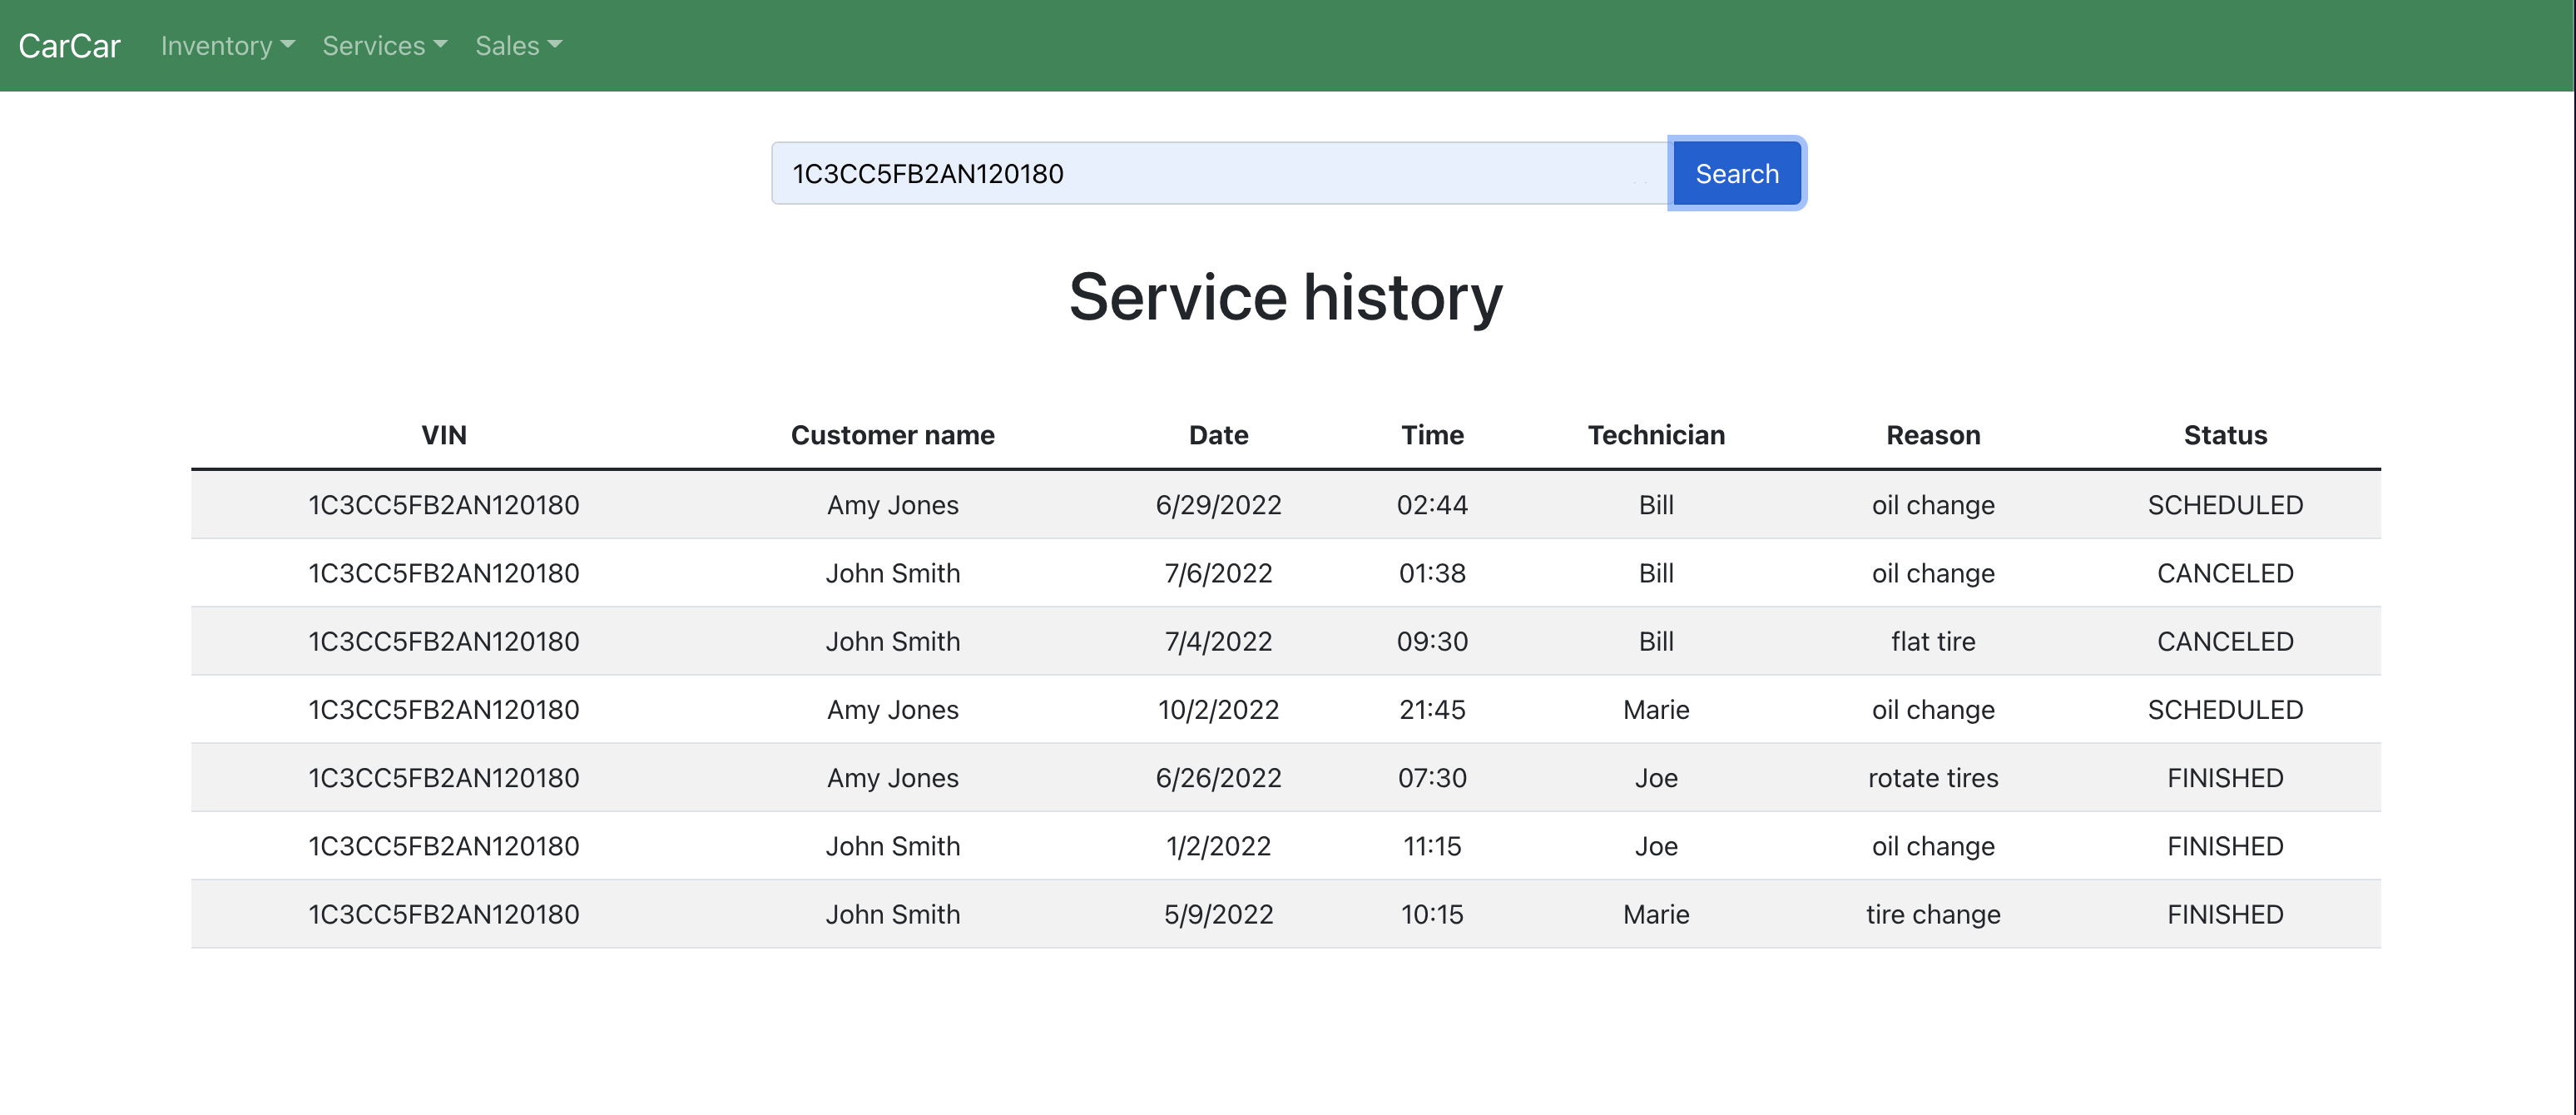 CarCar Inventory Services Sales
1C3CC5FB2AN120180 Search
Service history
VIN Customer name Date Time Technician Reason Status
1C3CC5FB2AN120180 Amy Jones 6/29/2022 02:44 Bill oil change SCHEDULED
1C3CC5FB2AN120180 John Smith 7/6/2022 01:38 Bill oil change CANCELED
1C3CC5FB2AN120180 John Smith 7/4/2022 09:30 Bill flat tire CANCELED
1C3CC5FB2AN120180 Amy Jones 10/2/2022 21:45 Marie oil change SCHEDULED
1C3CC5FB2AN120180 Amy Jones 6/26/2022 07:30 Joe rotate tires FINISHED
1C3CC5FB2AN120180 John Smith 1/2/2022 11:15 Joe oil change FINISHED
1C3CC5FB2AN120180 John Smith 5/9/2022 10:15 Marie tire change FINISHED